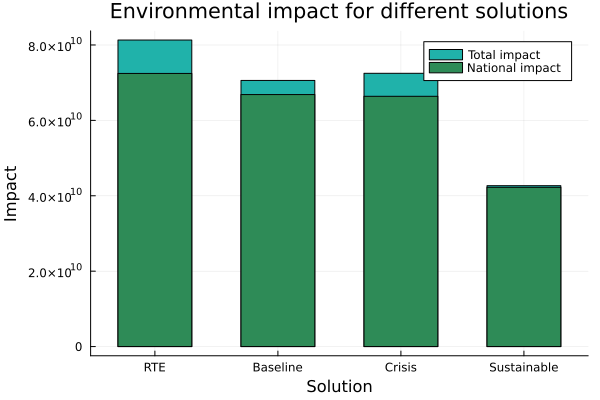 Environmental impact for different solutions
Total impact
National impact
8.0×10¹⁰
6.0×10¹⁰
4.0×10¹⁰
2.0×10¹⁰
0
Impact
RTE Baseline Crisis Sustainable
Solution